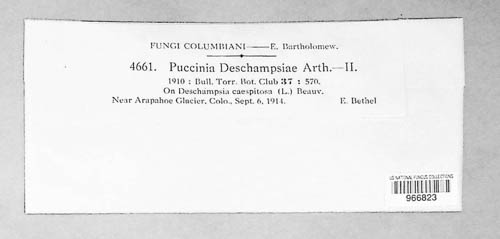 FUNGI COLUMBIANI——E. Bartholomew.
4661. Puccinia Deschampsiae Arth.—II.
1910 : Bull. Torr. Bot. Club 37 : 570.
On Deschampsia caespitosa (L.) Beauv.
Near Arapahoe Glacier, Colo., Sept. 6, 1914. E. Bethel
US NATIONAL FUNGUS COLLECTIONS
966823